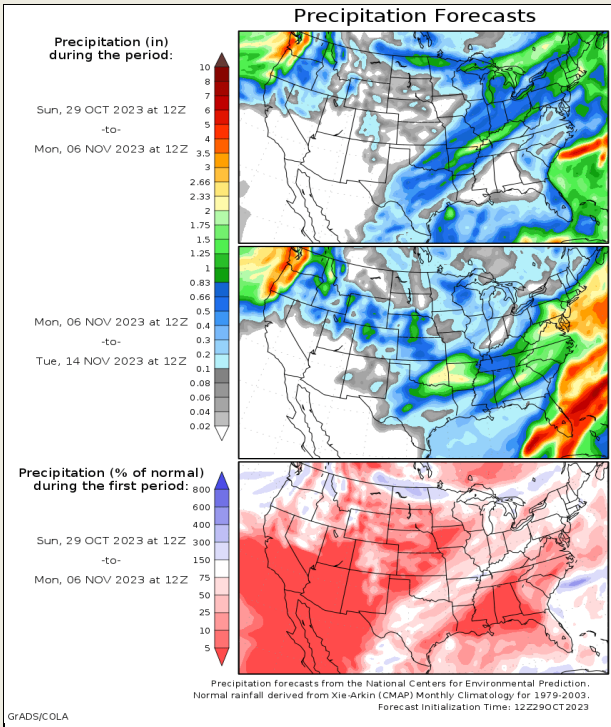 Precipitation Forecasts
Precipitation (in)
during the period:
Sun, 29 OCT 2023 at 12Z
-to-
Mon, 06 NOV 2023 at 12Z
Mon, 06 NOV 2023 at 12Z
-to-
Tue, 14 NOV 2023 at 12Z
10
8
7
6
5
4
3.5
3
2.66
2.33
2
1.75
1.5
1.25
1
0.83
0.66
0.5
0.4
0.3
0.2
0.1
0.08
0.06
0.04
0.02
Precipitation (% of normal)
during the first period:
Sun, 29 OCT 2023 at 12Z
-to-
Mon, 06 NOV 2023 at 12Z
800
600
400
300
150
75
50
25
10
5
Precipitation forecasts from the National Centers for Environmental Prediction.
Normal rainfall derived from Xie-Arkin (CMAP) Monthly Climatology for 1979-2003.
Forecast Initialization Time: 12Z29OCT2023
GrADS/COLA